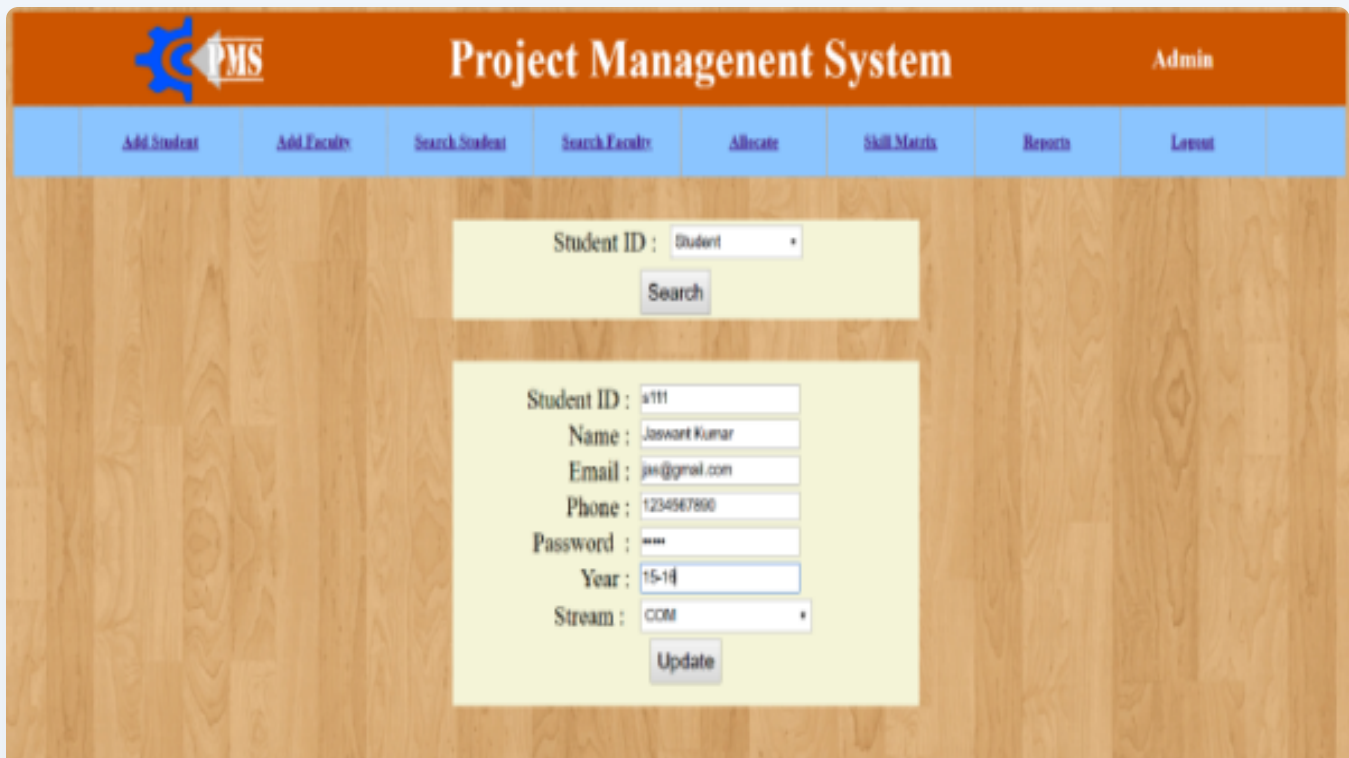 PMS
Project Managenent System
Admin
Add Student
Add Faculty
Search Student
Search Faculty
Allocate
Skill Matrix
Reports
Logout
Student ID : Student
Search
Student ID : s111
Name : Jaswant Kumar
Email : jas@gmail.com
Phone : 1234567890
Password : •••••
Year : 15-16
Stream : COM
Update